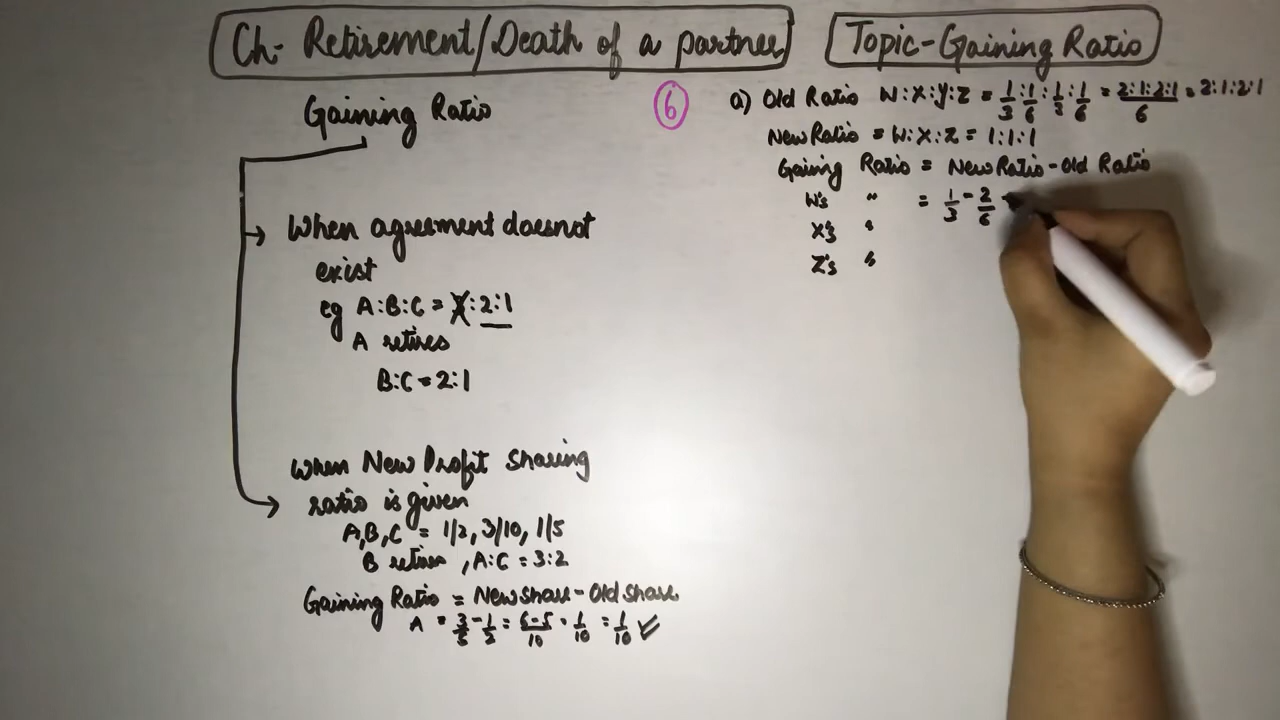 Ch- Retirement/Death of a partner
Topic-Gaining Ratio
Gaining Ratio
When agreement doesnot
exist
eg A:B:C = 1:2:1
A retires
B:C = 2:1
When New Profit sharing
ratio is given
A,B,C = 1/2, 3/10, 1/5
B retires, A:C = 3:2
Gaining Ratio = New share - Old share
A = 3/5 - 1/2 = 6-5/10 = 1/10 = 1/10 ✓
6
a) Old Ratio W:X:Y:Z = 1/3 : 1/6 : 1/3 : 1/6 = 2:1:2:1/6 = 2:1:2:1
New Ratio = W:X:Z = 1:1:1
Gaining Ratio = New Ratio - Old Ratio
W's " = 1/3 - 2/6
X's "
Z's "